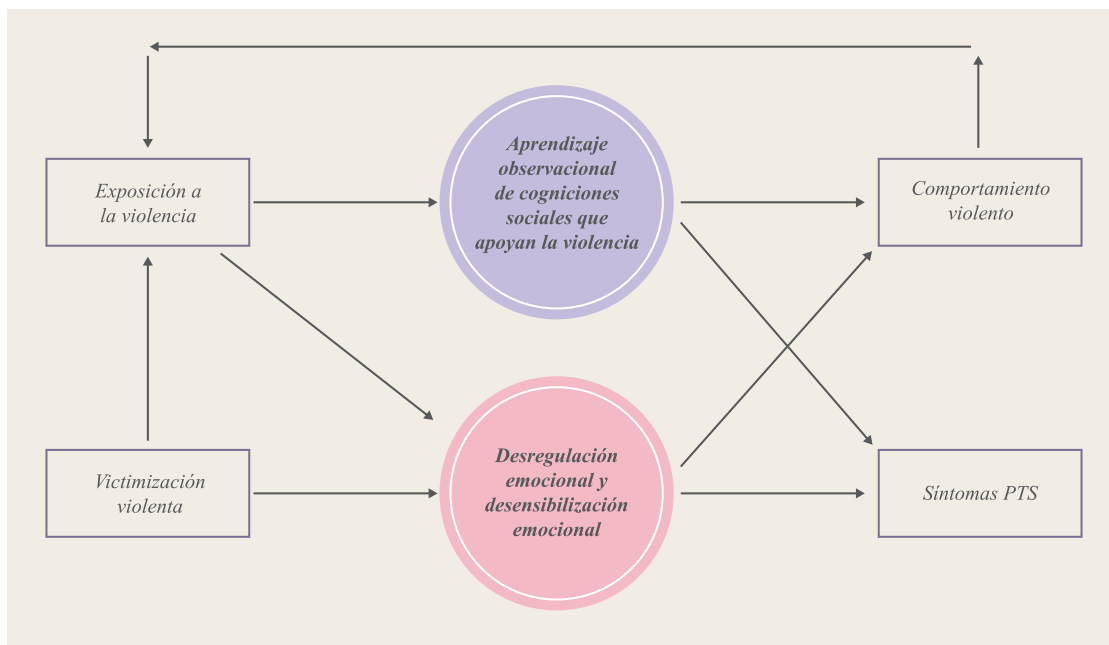 Exposición a
la violencia
Aprendizaje
observacional
de cogniciones
sociales que
apoyan la violencia
Comportamiento
violento
Victimización
violenta
Desregulación
emocional y
desensibilización
emocional
Síntomas PTS